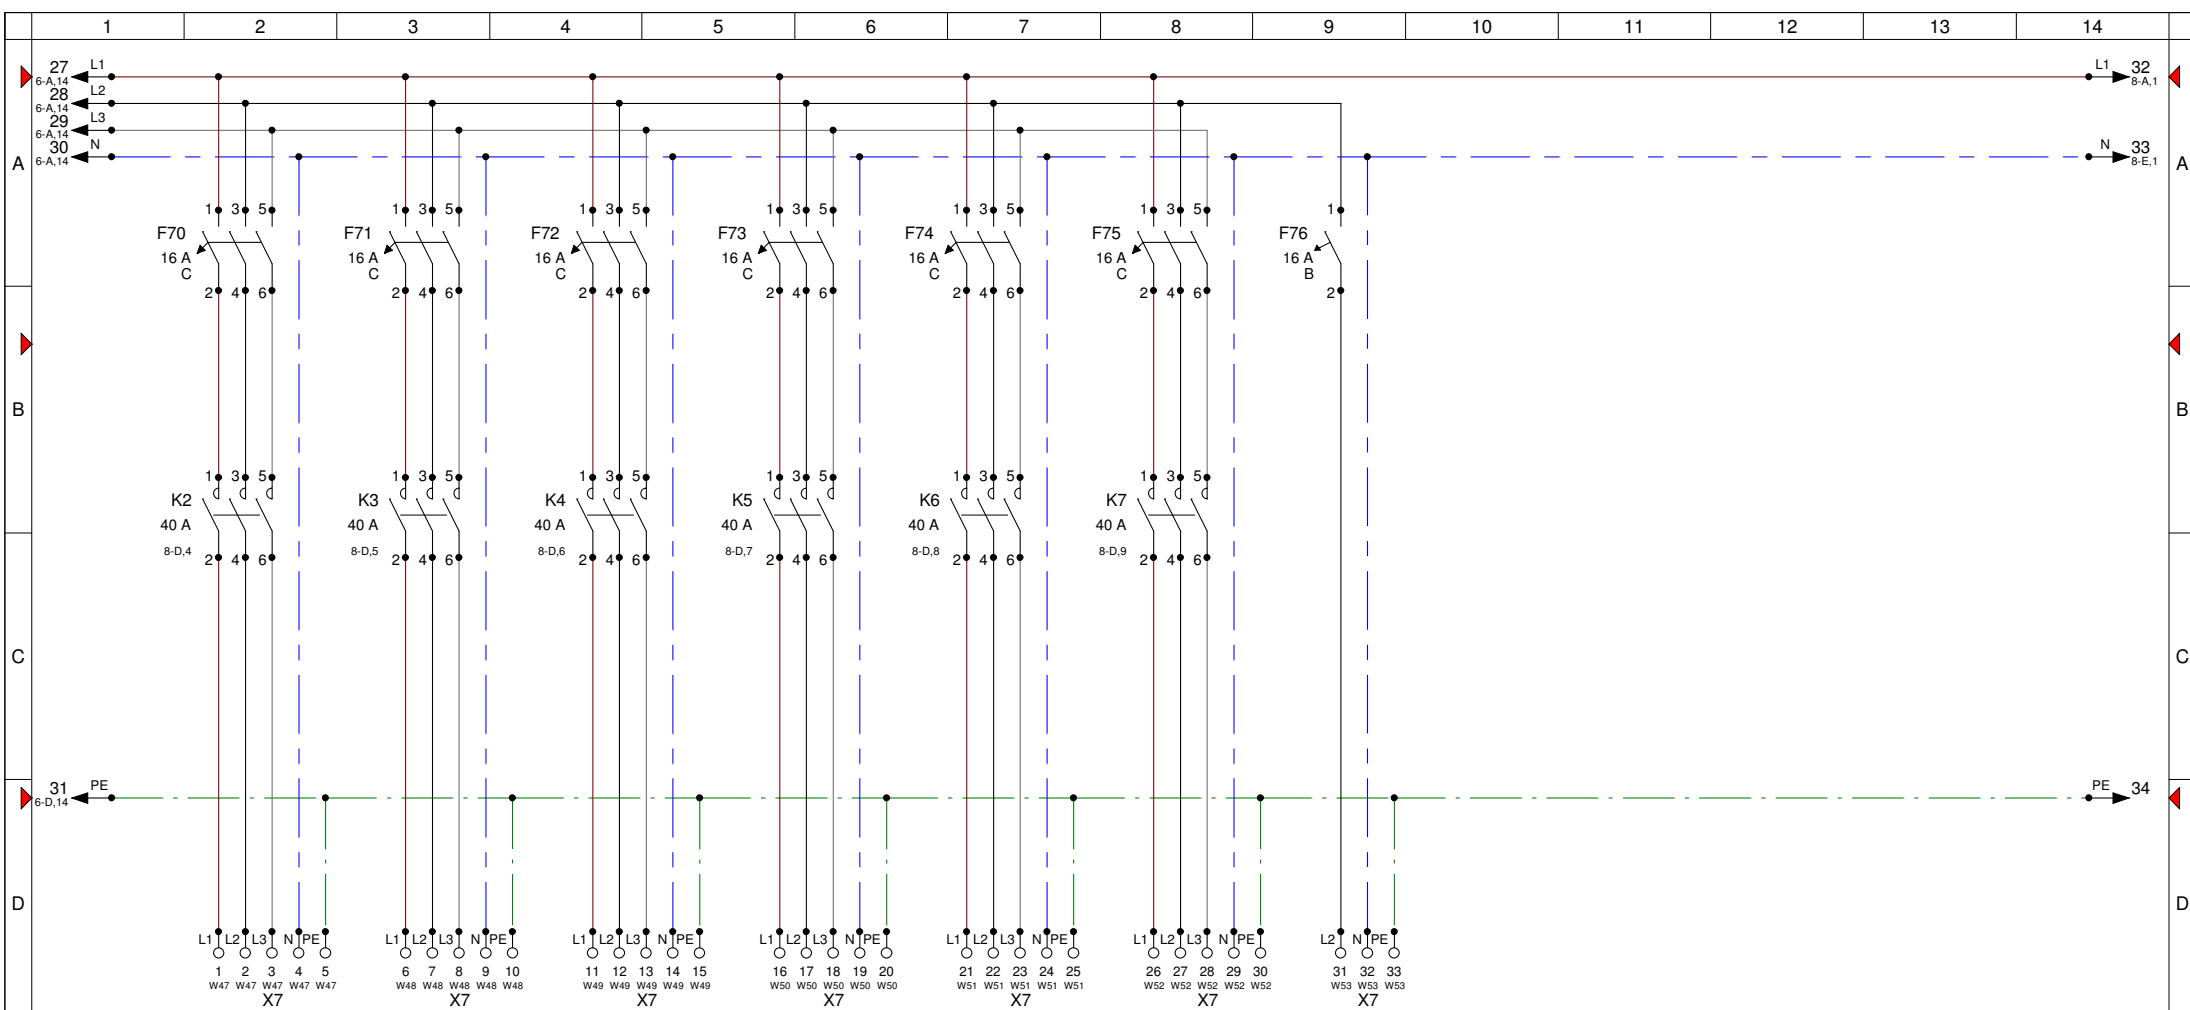 1 2 3 4 5 6 7 8 9 10 11 12 13 14
27 L1 L1 32
6-A,14 8-A,1
28 L2
6-A,14
29 L3
6-A,14
30 N N 33
6-A,14 8-E,1
A A
1 3 5 1 3 5 1 3 5 1 3 5 1 3 5 1 3 5 1
F70 F71 F72 F73 F74 F75 F76
16 A 16 A 16 A 16 A 16 A 16 A 16 A
C C C C C C B
2 4 6 2 4 6 2 4 6 2 4 6 2 4 6 2 4 6 2
B B
1 3 5 1 3 5 1 3 5 1 3 5 1 3 5 1 3 5
K2 K3 K4 K5 K6 K7
40 A 40 A 40 A 40 A 40 A 40 A
8-D,4 8-D,5 8-D,6 8-D,7 8-D,8 8-D,9
2 4 6 2 4 6 2 4 6 2 4 6 2 4 6 2 4 6
C C
31 PE PE 34
6-D,14
D D
L1 L2 L3 N PE L1 L2 L3 N PE L1 L2 L3 N PE L1 L2 L3 N PE L1 L2 L3 N PE L1 L2 L3 N PE L2 N PE
1 2 3 4 5 6 7 8 9 10 11 12 13 14 15 16 17 18 19 20 21 22 23 24 25 26 27 28 29 30 31 32 33
W47 W47 W47 W47 W47 W48 W48 W48 W48 W48 W49 W49 W49 W49 W49 W50 W50 W50 W50 W50 W51 W51 W51 W51 W51 W52 W52 W52 W52 W52 W53 W53 W53
X7 X7 X7 X7 X7 X7 X7